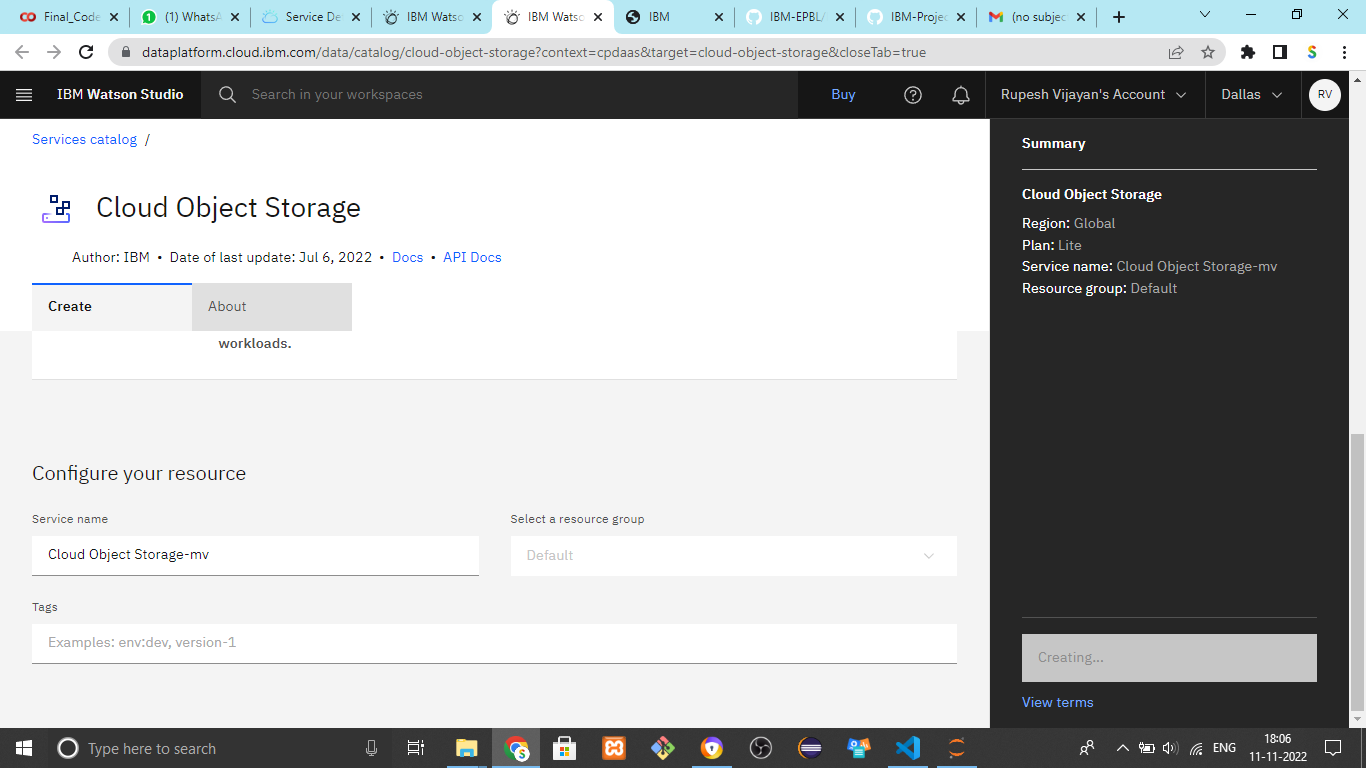 Final_Code
(1) WhatsA
Service De
IBM Watso
IBM Watso
IBM
IBM-EPBL/
IBM-Projec
(no subjec
dataplatform.cloud.ibm.com/data/catalog/cloud-object-storage?context=cpdaas&target=cloud-object-storage&closeTab=true
IBM Watson Studio
Search in your workspaces
Buy
Rupesh Vijayan's Account
Dallas
RV
Services catalog /
Cloud Object Storage
Author: IBM • Date of last update: Jul 6, 2022 • Docs • API Docs
Create
About
workloads.
Configure your resource
Service name
Select a resource group
Cloud Object Storage-mv
Default
Tags
Examples: env:dev, version-1
Summary
Cloud Object Storage
Region: Global
Plan: Lite
Service name: Cloud Object Storage-mv
Resource group: Default
Creating...
View terms
Type here to search
ENG
18:06
11-11-2022